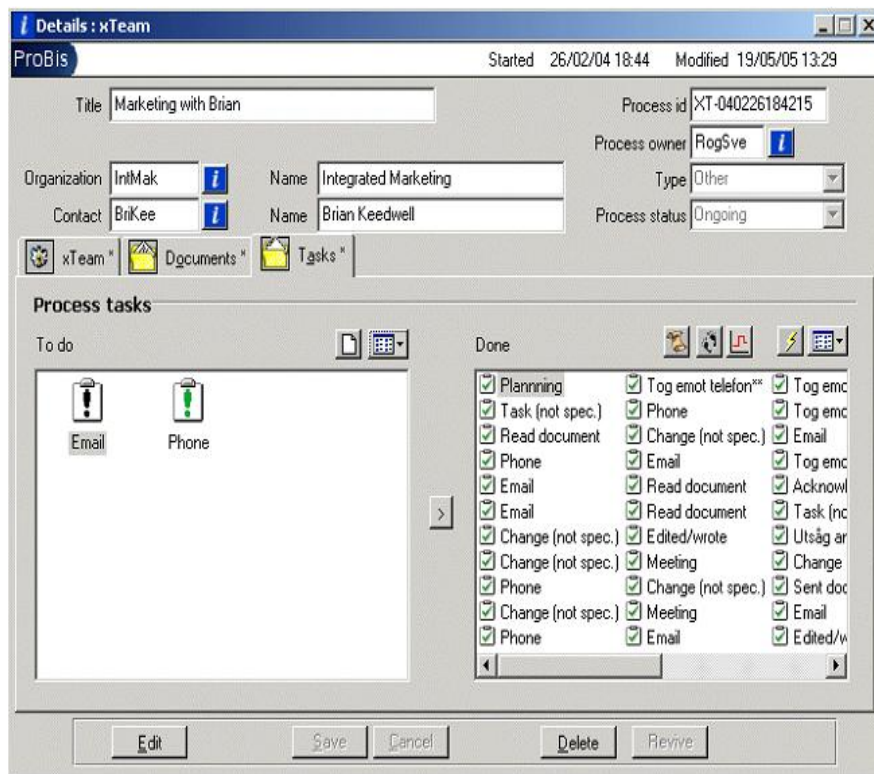 Details : xTeam
ProBis Started 26/02/04 18:44 Modified 19/05/05 13:29
Title Marketing with Brian Process id XT-040226184215
Process owner RogSve
Organization IntMak Name Integrated Marketing Type Other
Contact BriKee Name Brian Keedwell Process status Ongoing
xTeam * Documents * Tasks *
Process tasks
To do Done
Email Phone
Plannning Tog emot telefon** Tog emo
Task (not spec.) Phone Tog emo
Read document Change (not spec.) Email
Phone Email Tog emo
Email Read document Acknowl
Email Read document Task (no
Change (not spec.) Edited/wrote Utsåg ar
Change (not spec.) Meeting Change
Phone Change (not spec.) Sent doc
Change (not spec.) Meeting Email
Phone Email Edited/w
>
Edit Save Cancel Delete Revive